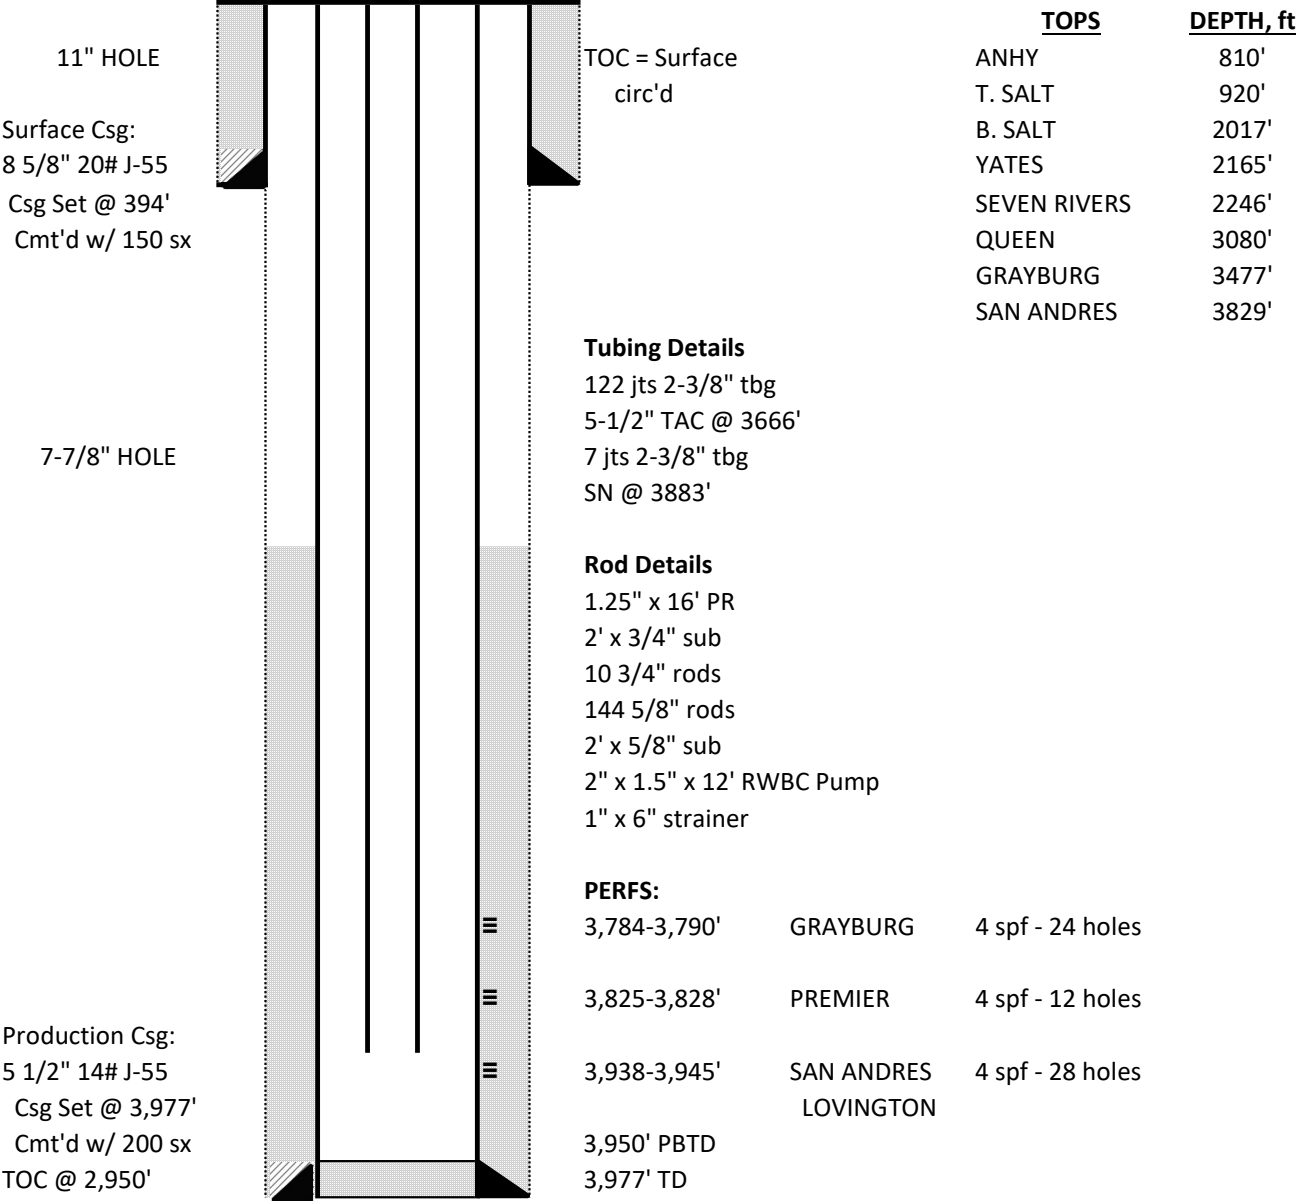 TOPS DEPTH, ft
11" HOLE TOC = Surface ANHY 810'
circ'd T. SALT 920'
Surface Csg: B. SALT 2017'
8 5/8" 20# J-55 YATES 2165'
Csg Set @ 394' SEVEN RIVERS 2246'
Cmt'd w/ 150 sx QUEEN 3080'
GRAYBURG 3477'
SAN ANDRES 3829'
Tubing Details
122 jts 2-3/8" tbg
5-1/2" TAC @ 3666'
7-7/8" HOLE 7 jts 2-3/8" tbg
SN @ 3883'
Rod Details
1.25" x 16' PR
2' x 3/4" sub
10 3/4" rods
144 5/8" rods
2' x 5/8" sub
2" x 1.5" x 12' RWBC Pump
1" x 6" strainer
PERFS:
3,784-3,790' GRAYBURG 4 spf - 24 holes
3,825-3,828' PREMIER 4 spf - 12 holes
Production Csg:
5 1/2" 14# J-55 3,938-3,945' SAN ANDRES 4 spf - 28 holes
Csg Set @ 3,977' LOVINGTON
Cmt'd w/ 200 sx 3,950' PBTD
TOC @ 2,950' 3,977' TD